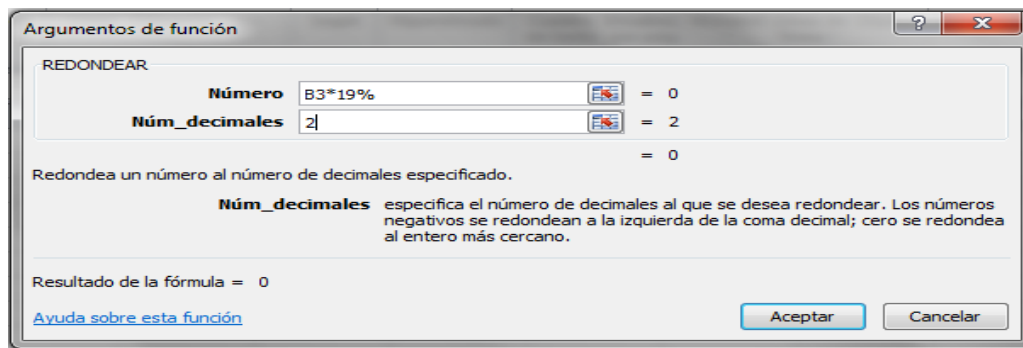 Argumentos de función
REDONDEAR
Número B3*19% = 0
Núm_decimales 2 = 2
= 0
Redondea un número al número de decimales especificado.
Núm_decimales especifica el número de decimales al que se desea redondear. Los números
negativos se redondean a la izquierda de la coma decimal; cero se redondea
al entero más cercano.
Resultado de la fórmula = 0
Ayuda sobre esta función
Aceptar Cancelar